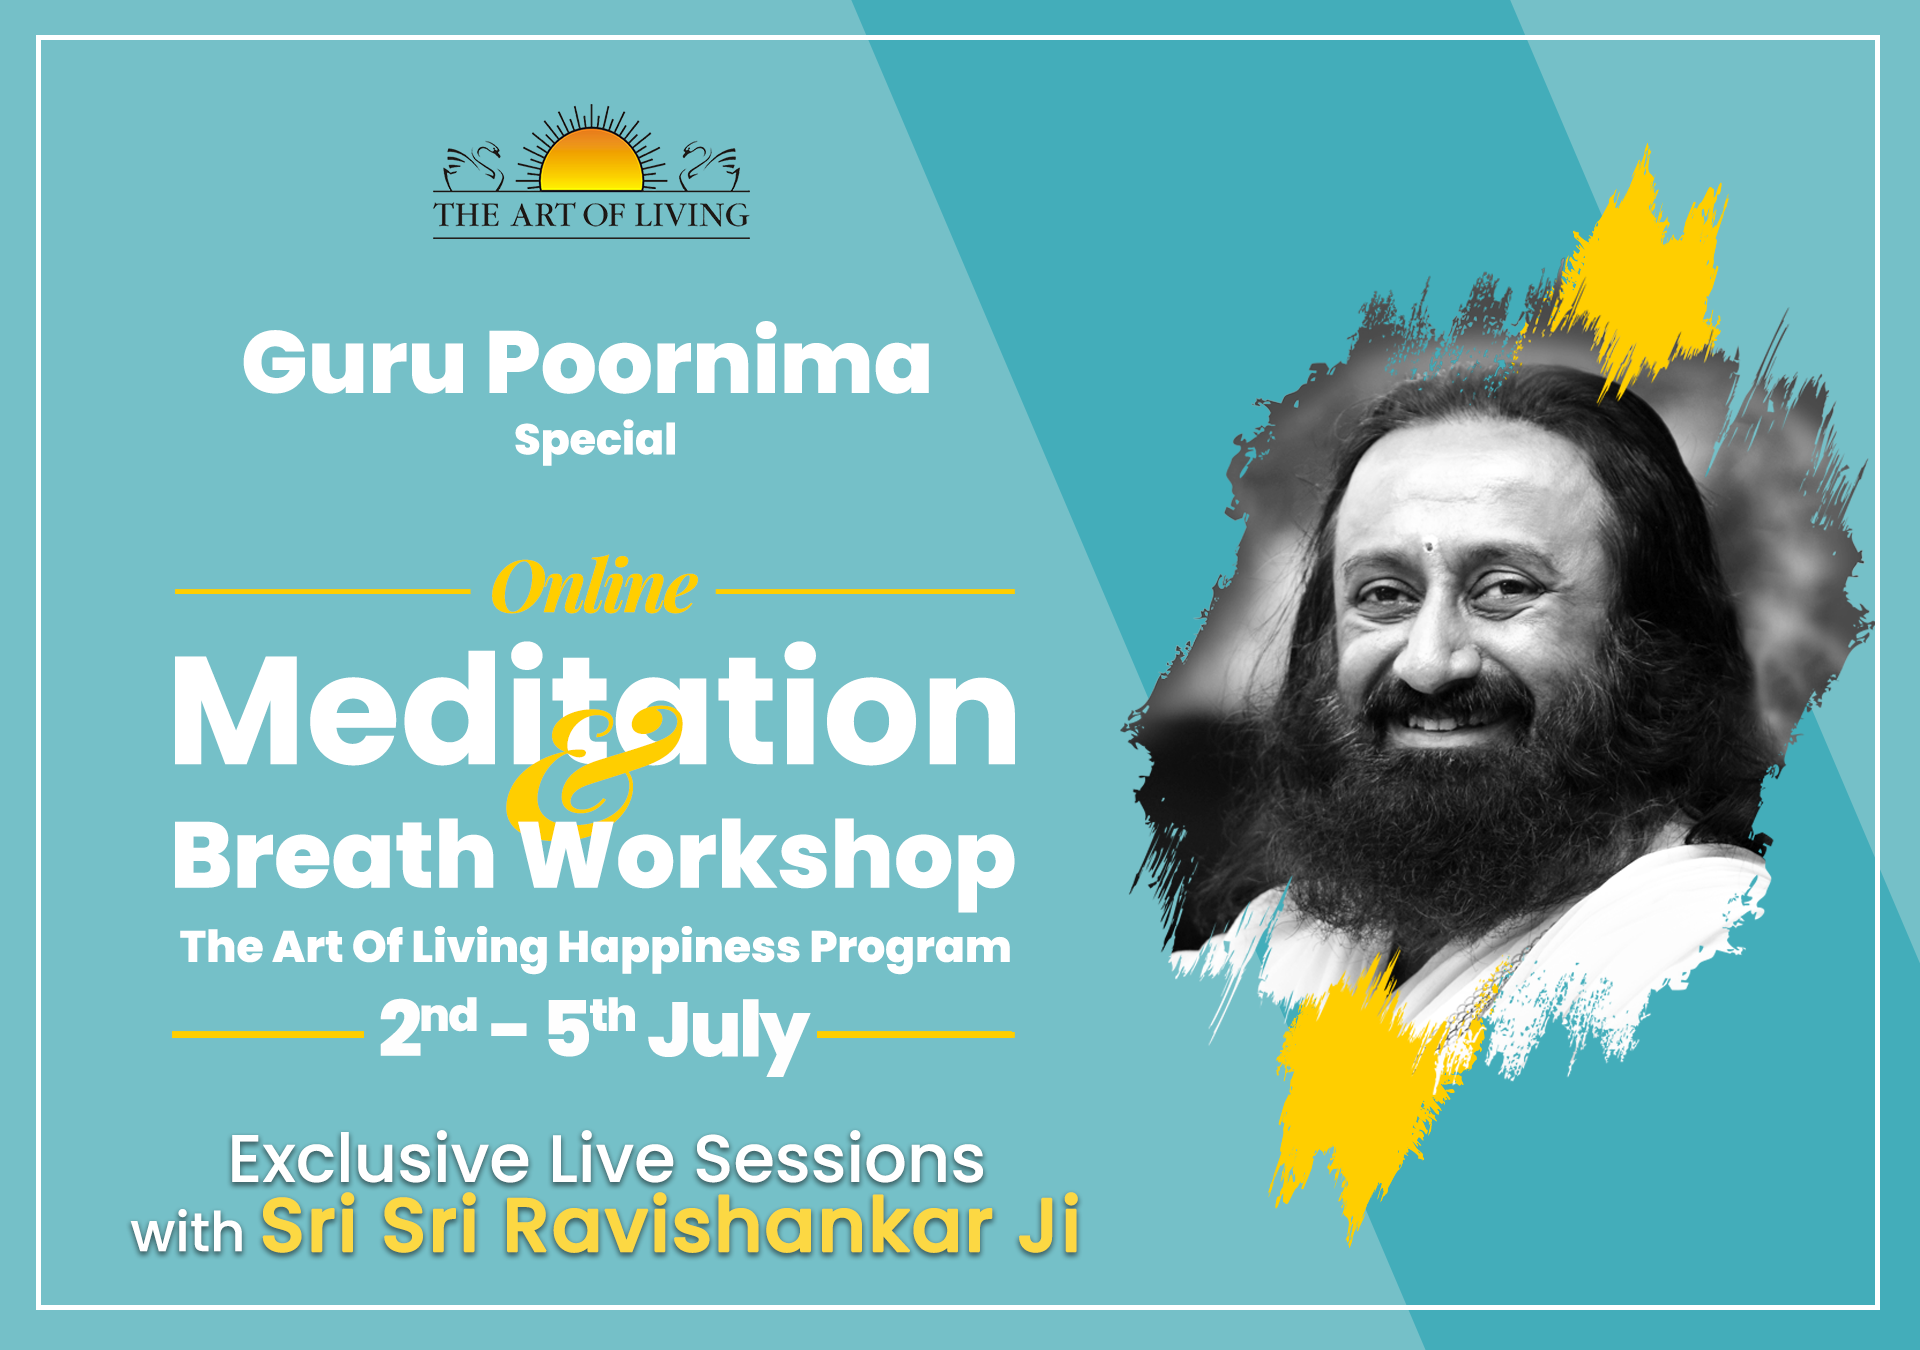 THE ART OF LIVING
Guru Poornima
Special
Online
Meditation
&
Breath Workshop
The Art Of Living Happiness Program
2nd - 5th July
Exclusive Live Sessions
with Sri Sri Ravishankar Ji